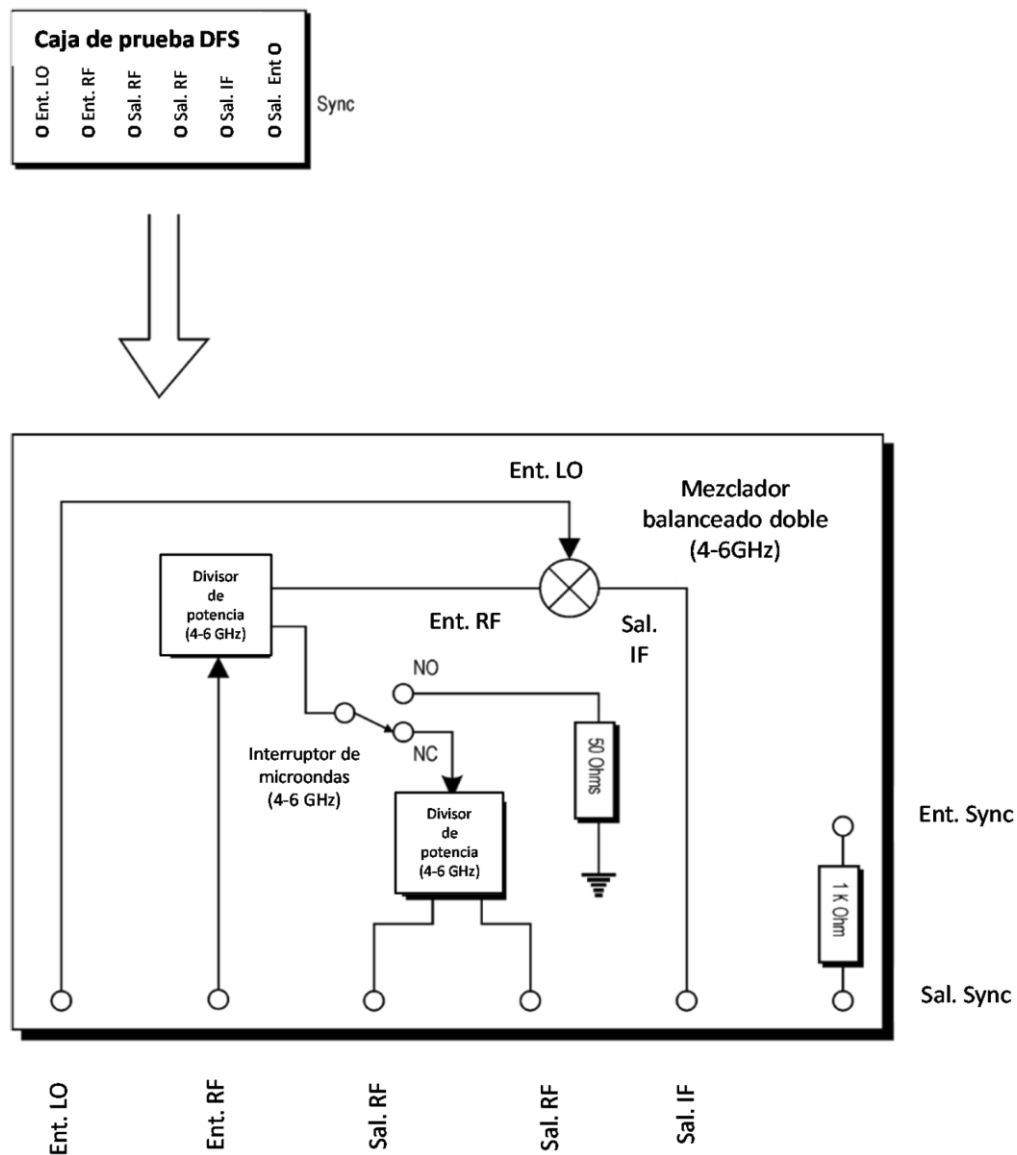 Caja de prueba DFS
O Ent. LO
O Ent. RF
O Sal. RF
O Sal. RF
O Sal. IF
O Sal. Ent O
Sync
Ent. LO
Mezclador
balanceado doble
(4-6GHz)
Divisor
de
potencia
(4-6 GHz)
Ent. RF
Sal.
IF
NO
NC
Interruptor de
microondas
(4-6 GHz)
50 Ohms
Divisor
de
potencia
(4-6 GHz)
Ent. Sync
1 K Ohm
Sal. Sync
Ent. LO
Ent. RF
Sal. RF
Sal. RF
Sal. IF